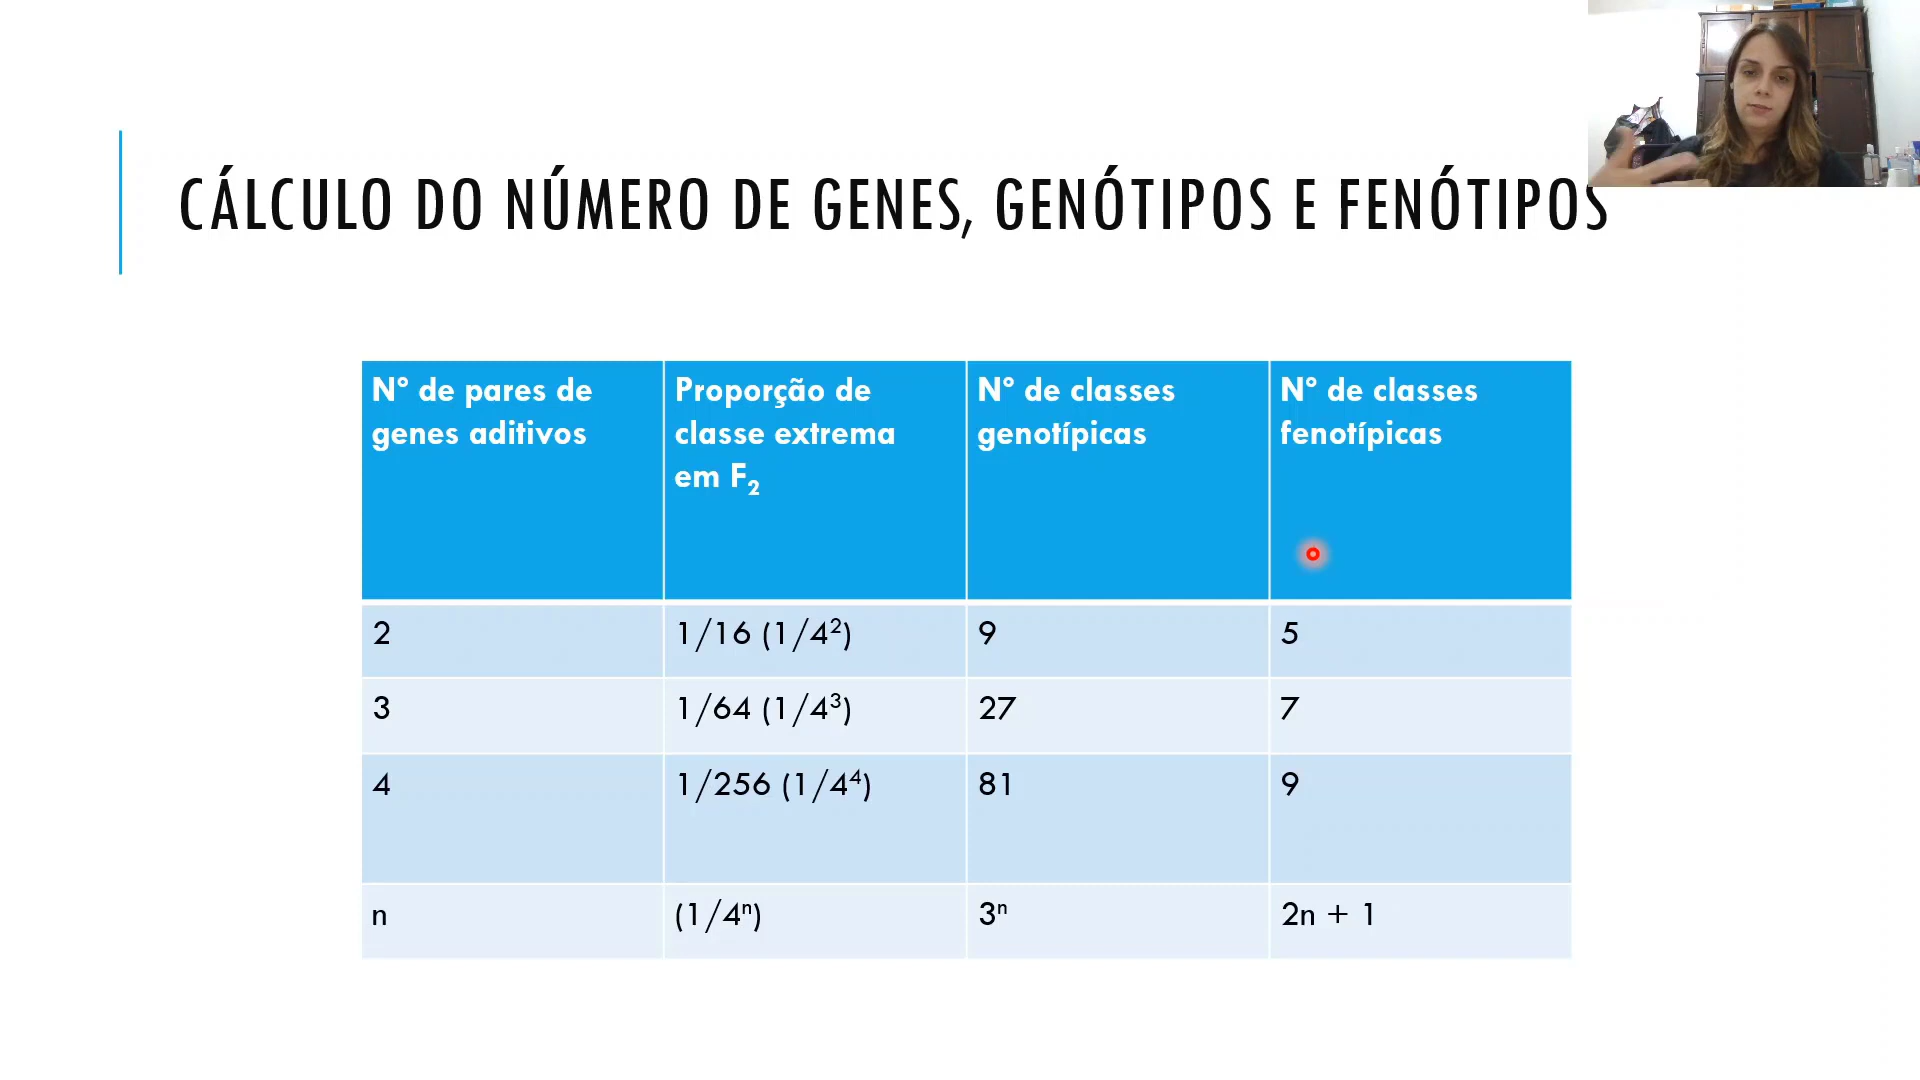 CÁLCULO DO NÚMERO DE GENES, GENÓTIPOS E FENÓTIPOS
Nº de pares de genes aditivos
Proporção de classe extrema em F₂
Nº de classes genotípicas
Nº de classes fenotípicas
2
1/16 (1/4²)
9
5
3
1/64 (1/4³)
27
7
4
1/256 (1/4⁴)
81
9
n
(1/4ⁿ)
3ⁿ
2n + 1